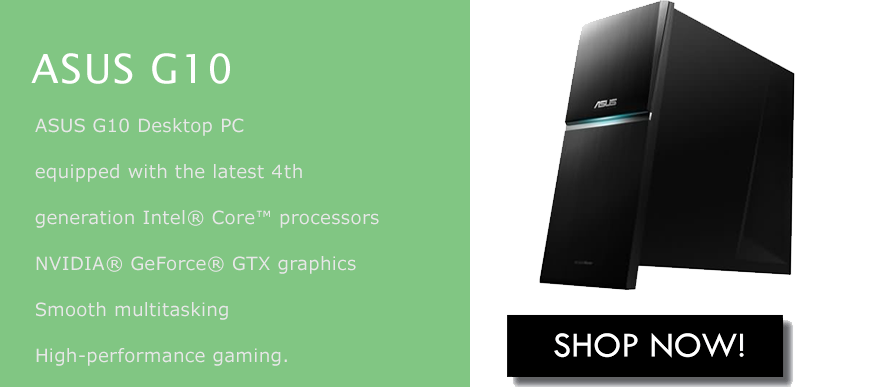 ASUS G10
ASUS G10 Desktop PC
equipped with the latest 4th
generation Intel® Core™ processors
NVIDIA® GeForce® GTX graphics
Smooth multitasking
High-performance gaming.
ASUS
SHOP NOW!